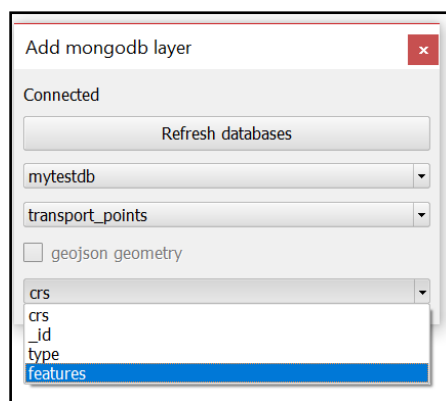 Add mongodb layer
Connected
Refresh databases
mytestdb
transport_points
geojson geometry
crs
crs
_id
type
features